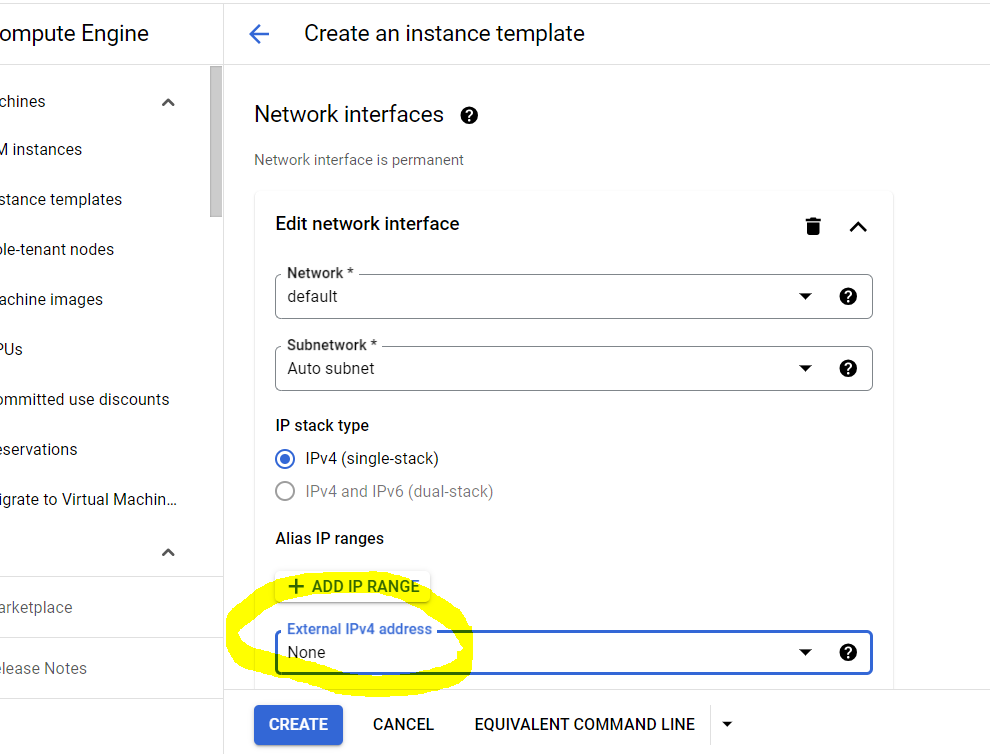 ompute Engine
Create an instance template
chines
M instances
stance templates
ole-tenant nodes
achine images
PUs
ommitted use discounts
eservations
igrate to Virtual Machin...
arketplace
elease Notes
Network interfaces
Network interface is permanent
Edit network interface
Network *
default
Subnetwork *
Auto subnet
IP stack type
IPv4 (single-stack)
IPv4 and IPv6 (dual-stack)
Alias IP ranges
ADD IP RANGE
External IPv4 address
None
CREATE
CANCEL
EQUIVALENT COMMAND LINE